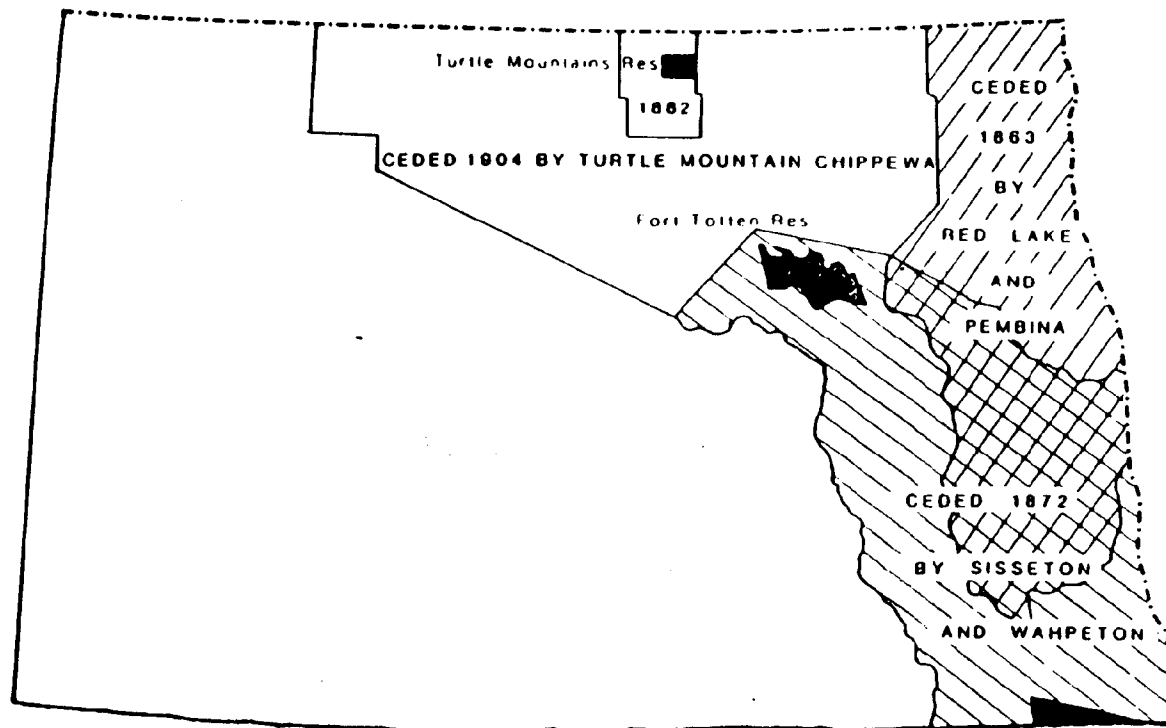 Turtle Mountains Res
1882
CEDED 1904 BY TURTLE MOUNTAIN CHIPPEWA
Fort Totten Res
CEDED
1863
BY
RED LAKE
AND
PEMBINA
CEDED 1872
BY SISSETON
AND WAHPETON